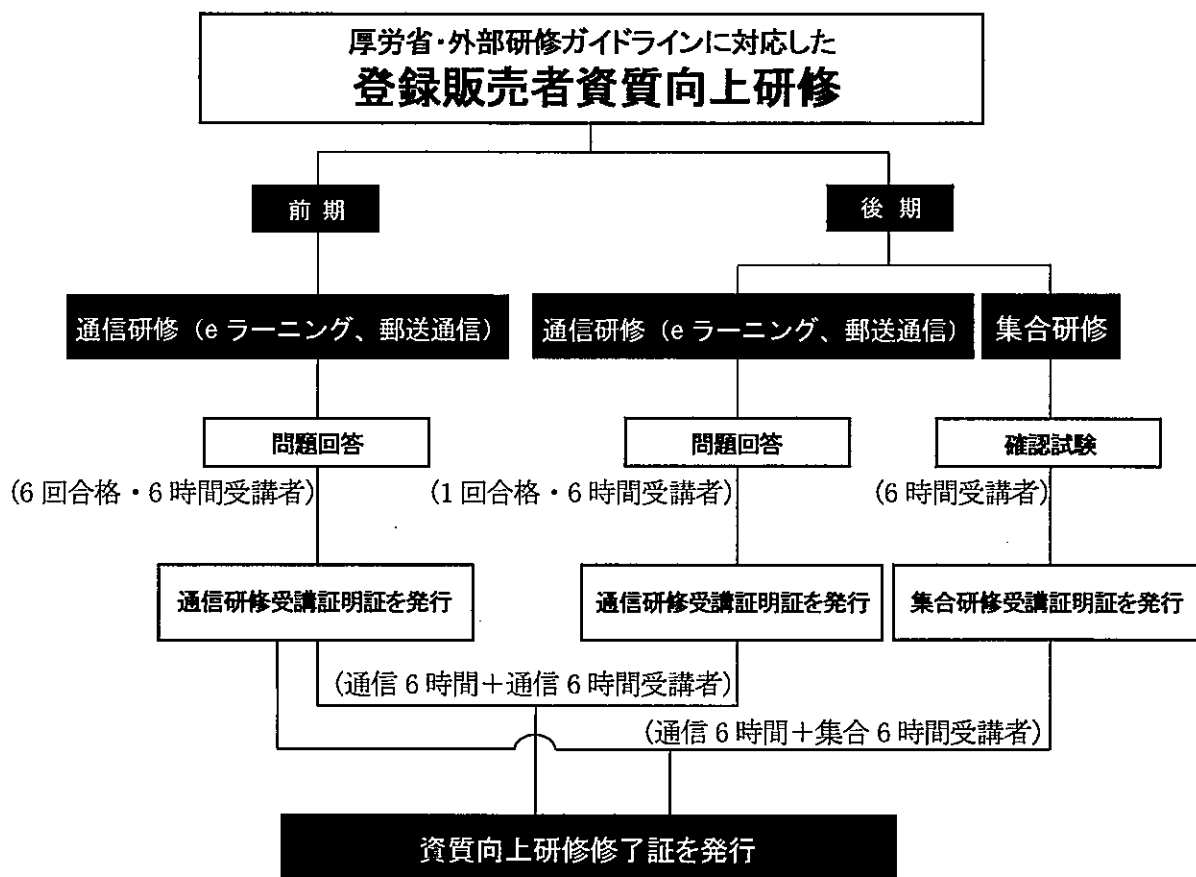 厚労省・外部研修ガイドラインに対応した
登録販売者資質向上研修
前 期
後 期
通信研修（e ラーニング、郵送通信）
通信研修（e ラーニング、郵送通信）
集合研修
問題回答
問題回答
確認試験
（6 回合格・6 時間受講者）
（1 回合格・6 時間受講者）
（6 時間受講者）
通信研修受講証明証を発行
通信研修受講証明証を発行
集合研修受講証明証を発行
（通信 6 時間＋通信 6 時間受講者）
（通信 6 時間＋集合 6 時間受講者）
資質向上研修修了証を発行